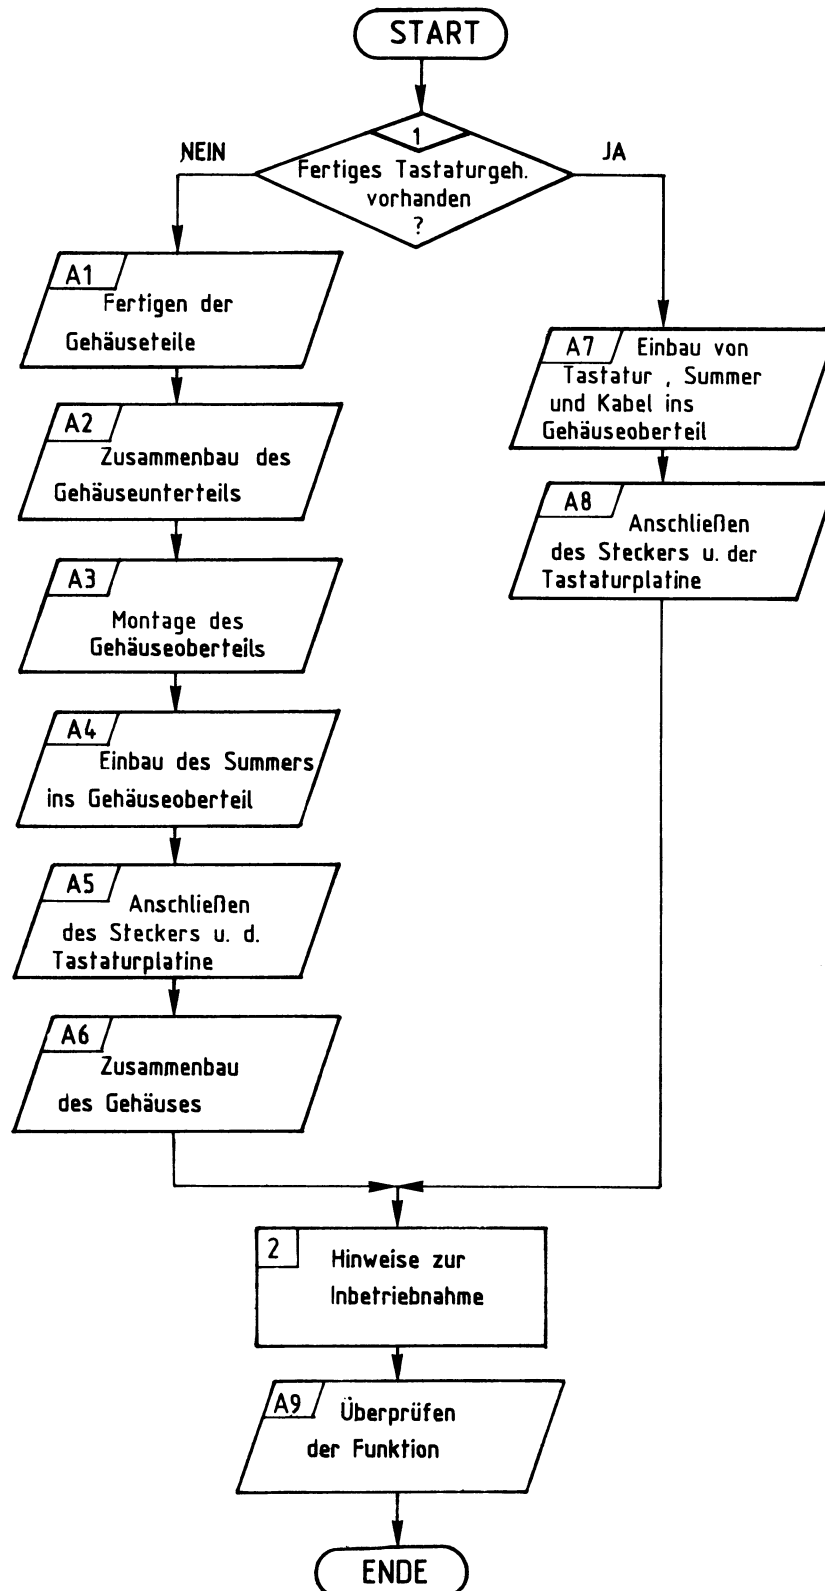 START
1
Fertiges Tastaturgeh.
vorhanden
?
NEIN
JA
A1
Fertigen der
Gehäuseteile
A2
Zusammenbau des
Gehäuseunterteils
A3
Montage des
Gehäuseoberteils
A4
Einbau des Summers
ins Gehäuseoberteil
A5
Anschließen
des Steckers u. d.
Tastaturplatine
A6
Zusammenbau
des Gehäuses
A7 Einbau von
Tastatur , Summer
und Kabel ins
Gehäuseoberteil
A8
Anschließen
des Steckers u. der
Tastaturplatine
2
Hinweise zur
Inbetriebnahme
A9
Überprüfen
der Funktion
ENDE